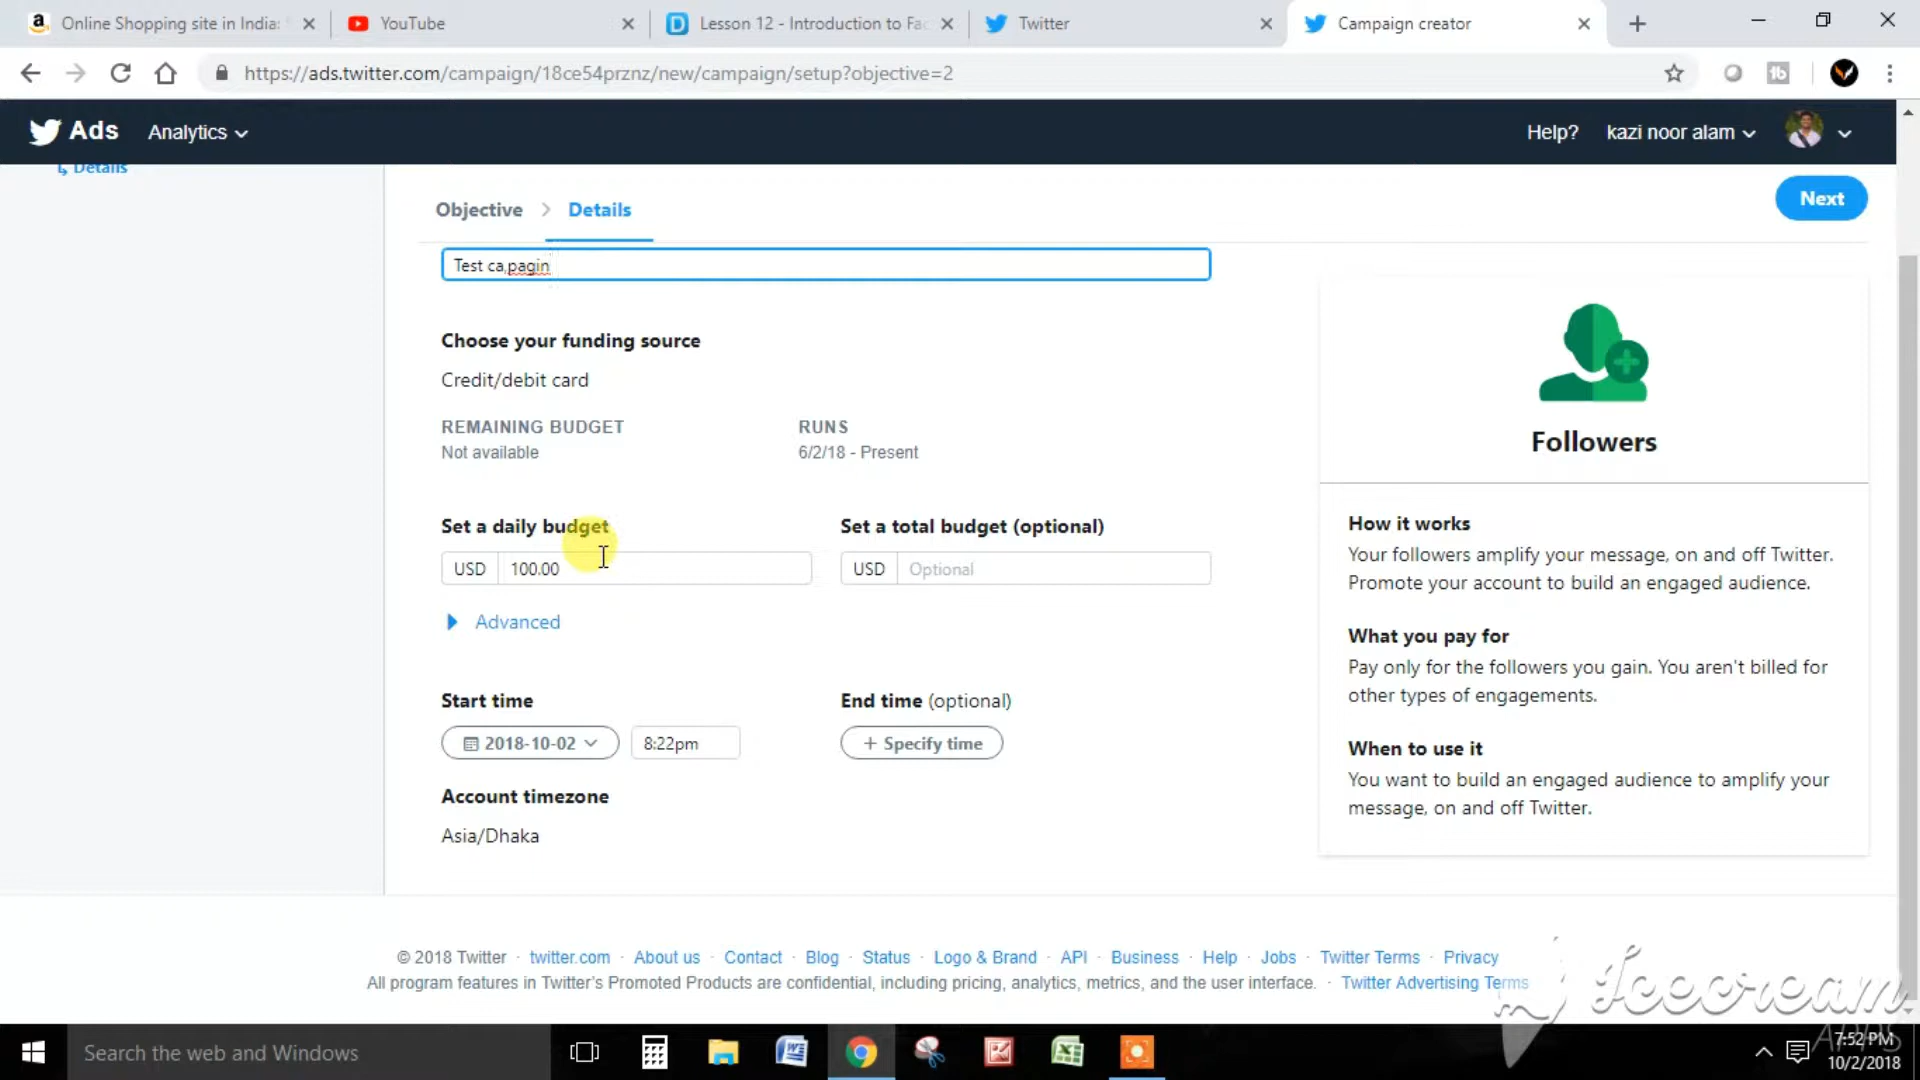 Online Shopping site in India:
YouTube
Lesson 12 - Introduction to Fac
Twitter
Campaign creator
https://ads.twitter.com/campaign/18ce54prznz/new/campaign/setup?objective=2
Ads
Analytics
Help?
kazi noor alam
Details
Objective
Details
Next
Test ca,pagin
Choose your funding source
Credit/debit card
REMAINING BUDGET
RUNS
Not available
6/2/18 - Present
Set a daily budget
Set a total budget (optional)
USD
100.00
USD
Optional
Advanced
Start time
End time (optional)
2018-10-02
8:22pm
+ Specify time
Account timezone
Asia/Dhaka
Followers
How it works
Your followers amplify your message, on and off Twitter.
Promote your account to build an engaged audience.
What you pay for
Pay only for the followers you gain. You aren't billed for
other types of engagements.
When to use it
You want to build an engaged audience to amplify your
message, on and off Twitter.
© 2018 Twitter · twitter.com · About us · Contact · Blog · Status · Logo & Brand · API · Business · Help · Jobs · Twitter Terms · Privacy
All program features in Twitter's Promoted Products are confidential, including pricing, analytics, metrics, and the user interface. · Twitter Advertising Terms
Icecream
APPS
Search the web and Windows
7:52 PM
10/2/2018